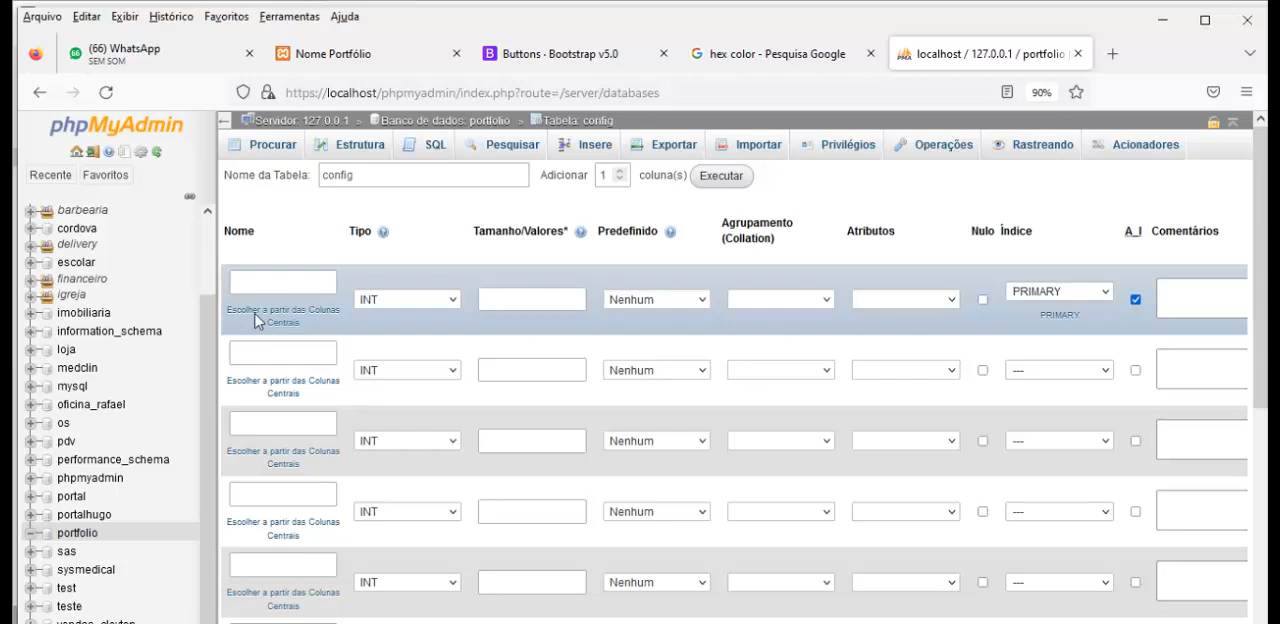 Arquivo Editar Exibir Histórico Favoritos Ferramentas Ajuda
(66) WhatsApp
SEM SOM
Nome Portfólio
Buttons · Bootstrap v5.0
hex color - Pesquisa Google
localhost / 127.0.0.1 / portfolio
https://localhost/phpmyadmin/index.php?route=/server/databases
90%
phpMyAdmin
Recente Favoritos
barbearia
cordova
delivery
escolar
financeiro
igreja
imobiliaria
information_schema
loja
medclin
mysql
oficina_rafael
os
pdv
performance_schema
phpmyadmin
portal
portalhugo
portfolio
sas
sysmedical
test
teste
Servidor: 127.0.0.1 » Banco de dados: portfolio » Tabela: config
Procurar Estrutura SQL Pesquisar Insere Exportar Importar Privilégios Operações Rastreando Acionadores
Nome da Tabela: config Adicionar 1 coluna(s) Executar
Nome Tipo Tamanho/Valores* Predefinido Agrupamento (Collation) Atributos Nulo Índice A_I Comentários
INT Nenhum PRIMARY
Escolher a partir das Colunas
Centrais
PRIMARY
INT Nenhum ---
Escolher a partir das Colunas
Centrais
INT Nenhum ---
Escolher a partir das Colunas
Centrais
INT Nenhum ---
Escolher a partir das Colunas
Centrais
INT Nenhum ---
Escolher a partir das Colunas
Centrais